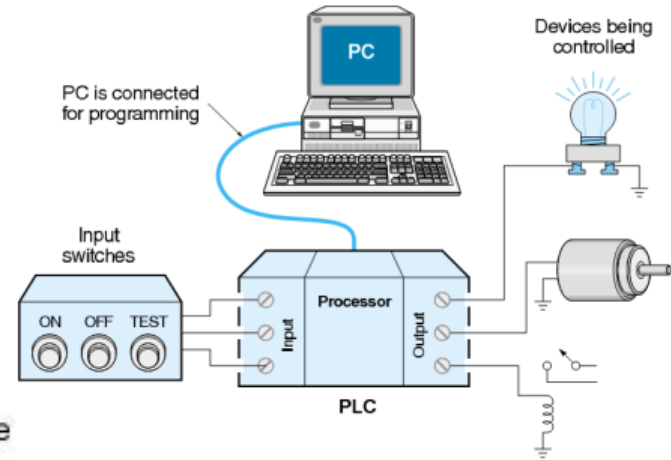 Devices being
controlled
PC
PC is connected
for programming
Input
switches
ON OFF TEST
Input
Processor
Output
PLC
e